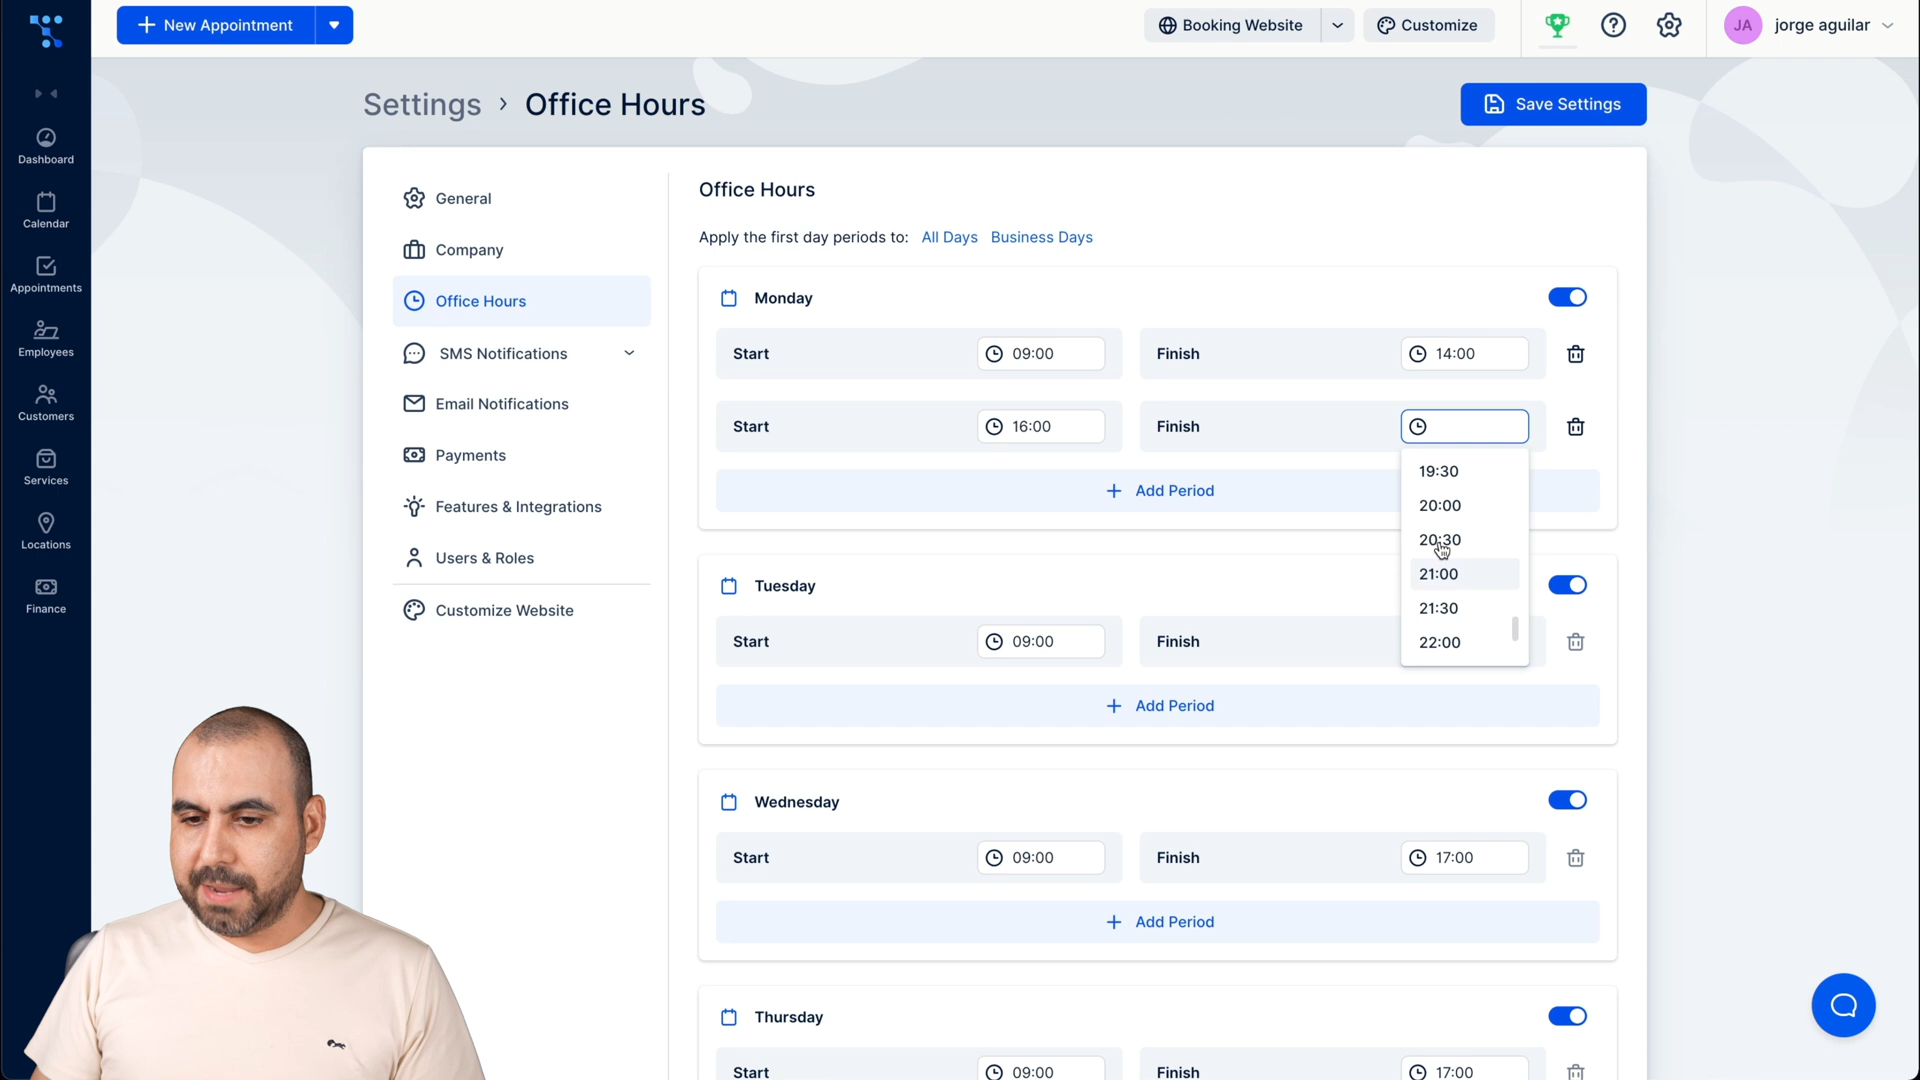 New Appointment
Booking Website
Customize
JA
jorge aguilar
Settings > Office Hours
Save Settings
Dashboard
Calendar
Appointments
Employees
Customers
Services
Locations
Finance
General
Company
Office Hours
SMS Notifications
Email Notifications
Payments
Features & Integrations
Users & Roles
Customize Website
Office Hours
Apply the first day periods to: All Days Business Days
Monday
Start 09:00 Finish 14:00
Start 16:00 Finish
19:30
20:00
20:30
21:00
21:30
22:00
+ Add Period
Tuesday
Start 09:00 Finish
+ Add Period
Wednesday
Start 09:00 Finish 17:00
+ Add Period
Thursday
Start 09:00 Finish 17:00